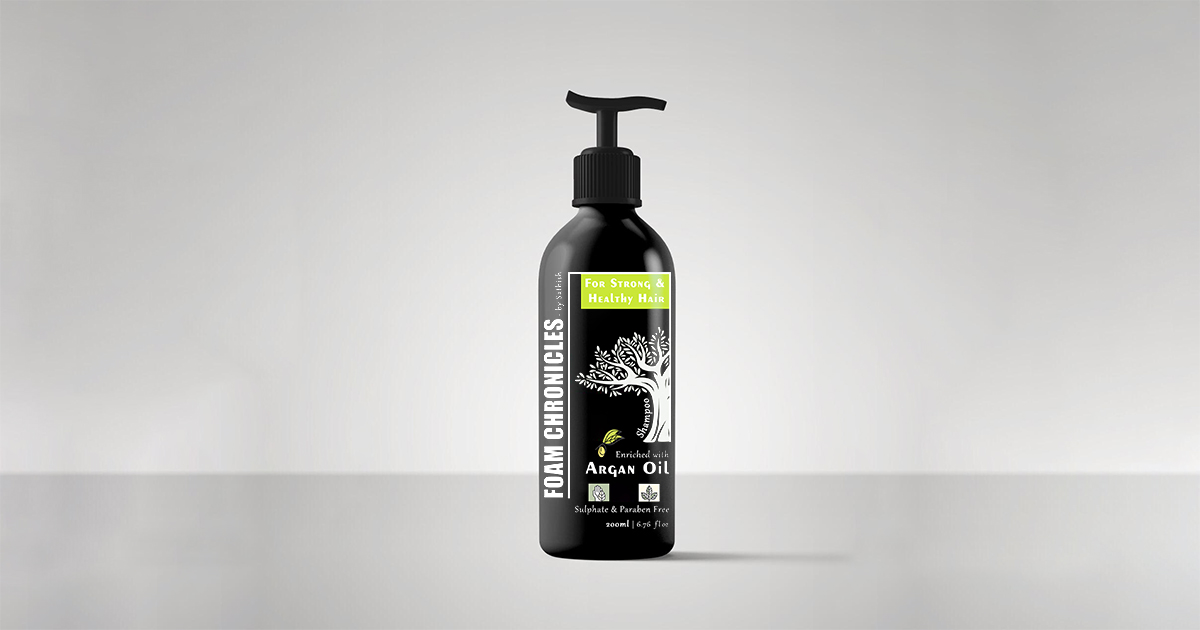 FOAM CHRONICLES - by Sathish
For Strong &
Healthy Hair
Shampoo
Enriched with
Argan Oil
Sulphate & Paraben Free
200ml | 6.76 fl oz